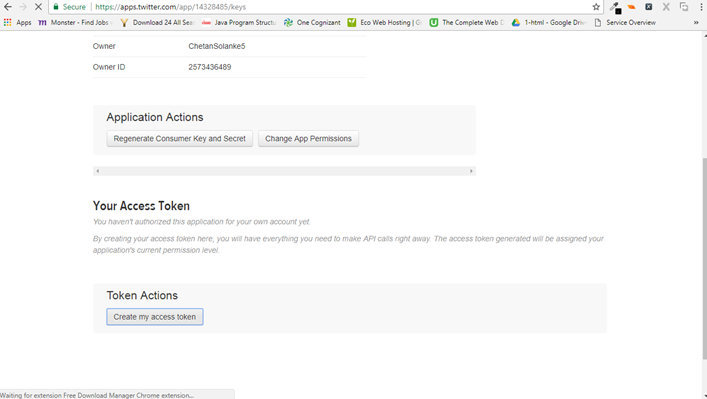 Secure https://apps.twitter.com/app/14328485/keys
Apps Monster - Find Jobs Download 24 All Sea Java Program Structu One Cognizant Eco Web Hosting | Gr The Complete Web D 1-html - Google Driv Service Overview »
Owner ChetanSolanke5
Owner ID 2573436489
Application Actions
Regenerate Consumer Key and Secret Change App Permissions
Your Access Token
You haven't authorized this application for your own account yet.
By creating your access token here, you will have everything you need to make API calls right away. The access token generated will be assigned your
application's current permission level.
Token Actions
Create my access token
Waiting for extension Free Download Manager Chrome extension...